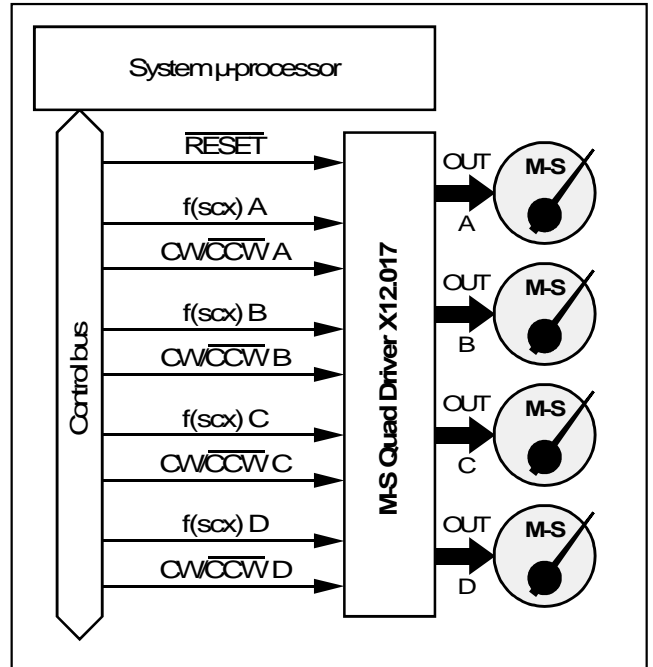 System µ-processor
RESET
f(scx) A
CW/CCW A
f(scx) B
CW/CCW B
f(scx) C
CW/CCW C
f(scx) D
CW/CCW D
Control bus
M-S Quad Driver X12.017
OUT
A
M-S
OUT
B
M-S
OUT
C
M-S
OUT
D
M-S